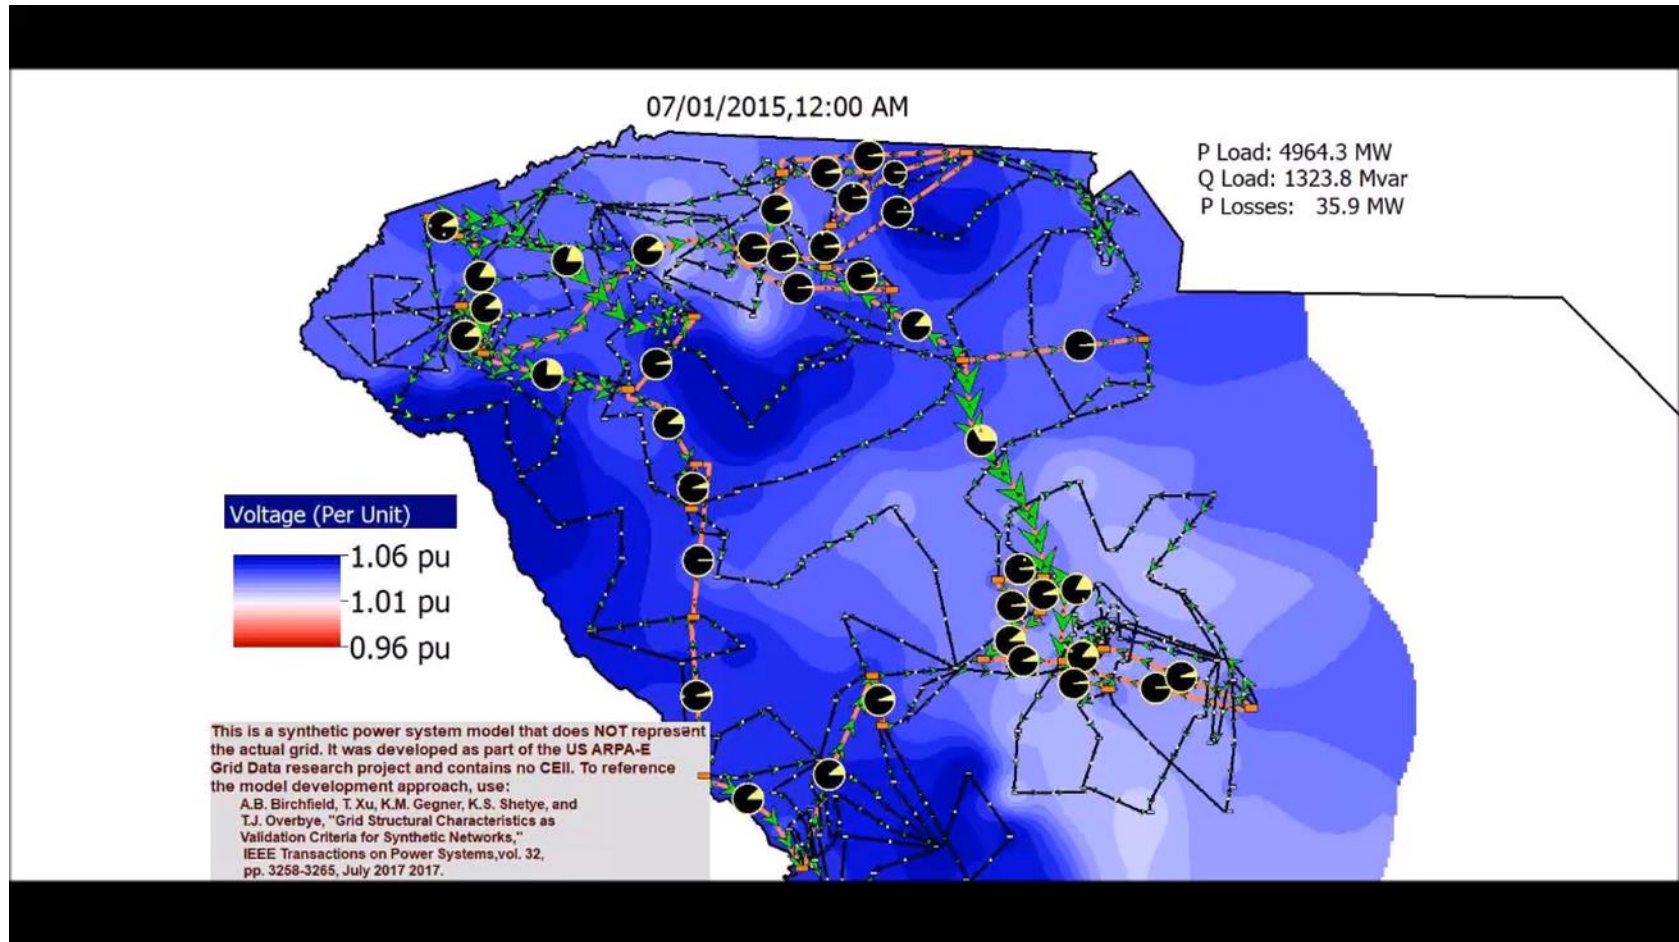 07/01/2015,12:00 AM
P Load: 4964.3 MW
Q Load: 1323.8 Mvar
P Losses: 35.9 MW
Voltage (Per Unit)
1.06 pu
1.01 pu
0.96 pu
This is a synthetic power system model that does NOT represent
the actual grid. It was developed as part of the US ARPA-E
Grid Data research project and contains no CEII. To reference
the model development approach, use:
A.B. Birchfield, T. Xu, K.M. Gegner, K.S. Shetye, and
T.J. Overbye, "Grid Structural Characteristics as
Validation Criteria for Synthetic Networks,"
IEEE Transactions on Power Systems,vol. 32,
pp. 3258-3265, July 2017 2017.